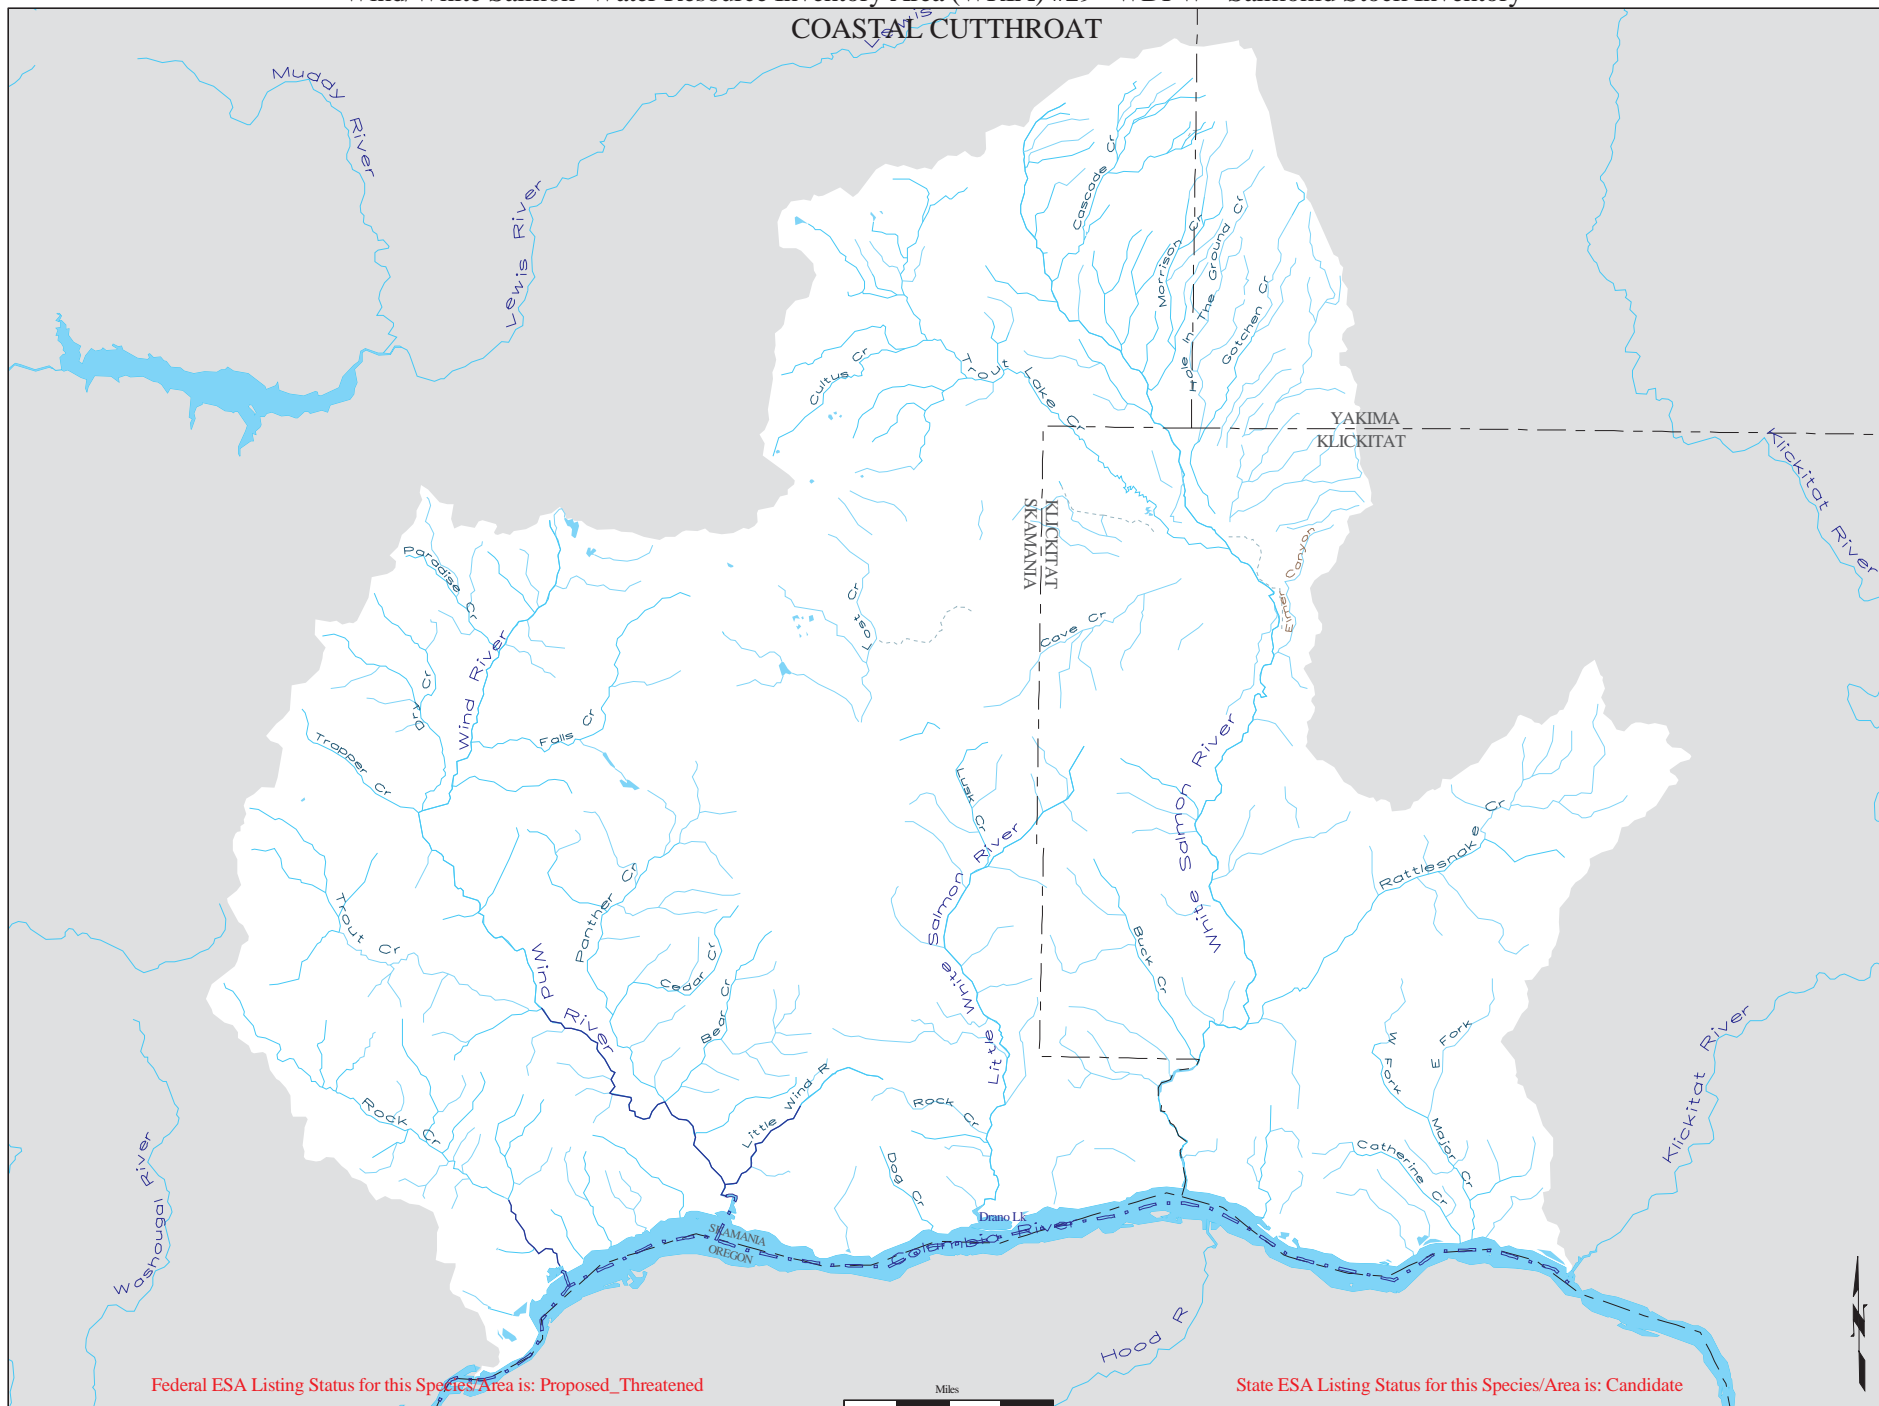 COASTAL CUTTHROAT
Lewis
Muddy River
Lewis River
Cascade Cr
Morrison Cr
Hole In The Ground Cr
Gotchen Cr
Cultus Cr
Trout Lake Cr
YAKIMA
KLICKITAT
Klickitat River
KLICKITAT
SKAMANIA
Elmer Canyon
Paradise Cr
Wind River
Lost Cr
Cave Cr
Dry Cr
Falls Cr
Trapper Cr
White Salmon River
Lusk Cr
Little White Salmon River
Rattlesnake Cr
Panther Cr
Trout Cr
Wind River
Buck Cr
Cedar Cr
Bear Cr
W Fork
E Fork
Klickitat River
Rock Cr
Little Wind R
Rock Cr
Major Cr
Catherine Cr
Dog Cr
Washougal River
Drano Lk
SKAMANIA
OREGON
Columbia River
Hood R
Federal ESA Listing Status for this Species/Area is: Proposed_Threatened
Miles
State ESA Listing Status for this Species/Area is: Candidate
N